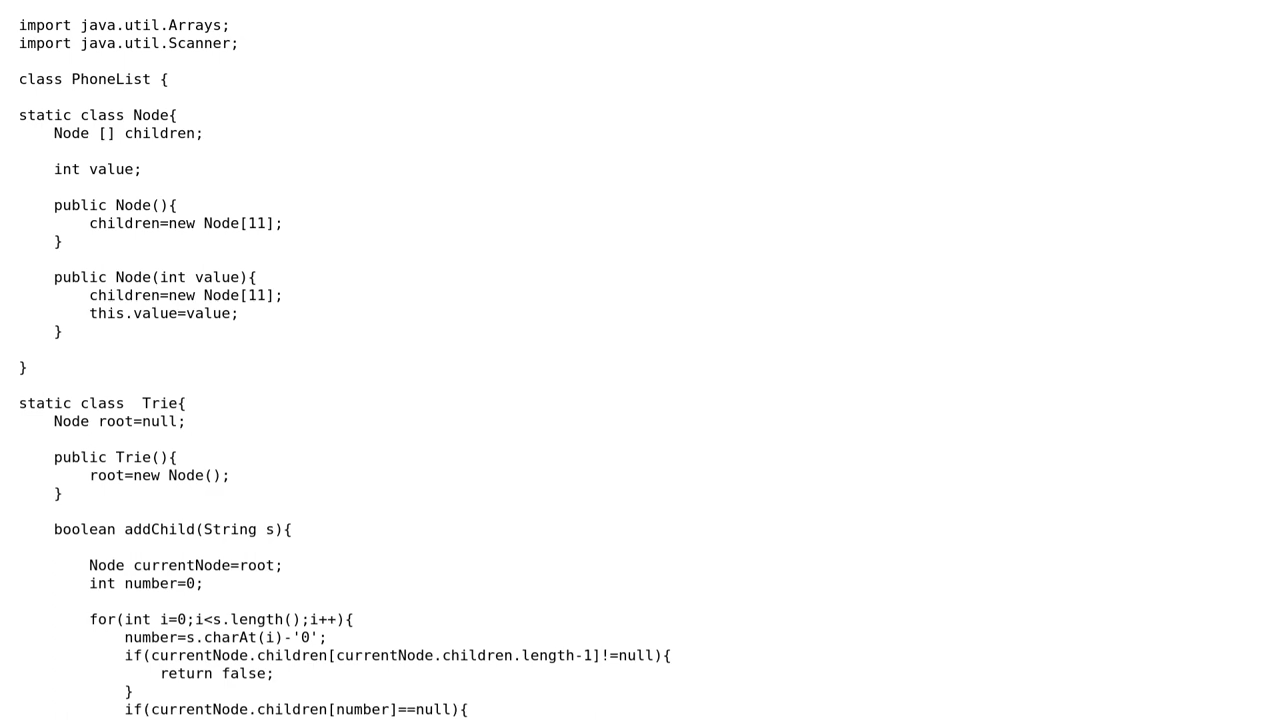 import java.util.Arrays;
import java.util.Scanner;

class PhoneList {

static class Node{
    Node [] children;

    int value;

    public Node(){
        children=new Node[11];
    }

    public Node(int value){
        children=new Node[11];
        this.value=value;
    }

}

static class  Trie{
    Node root=null;

    public Trie(){
        root=new Node();
    }

    boolean addChild(String s){

        Node currentNode=root;
        int number=0;

        for(int i=0;i<s.length();i++){
            number=s.charAt(i)-'0';
            if(currentNode.children[currentNode.children.length-1]!=null){
                return false;
            }
            if(currentNode.children[number]==null){